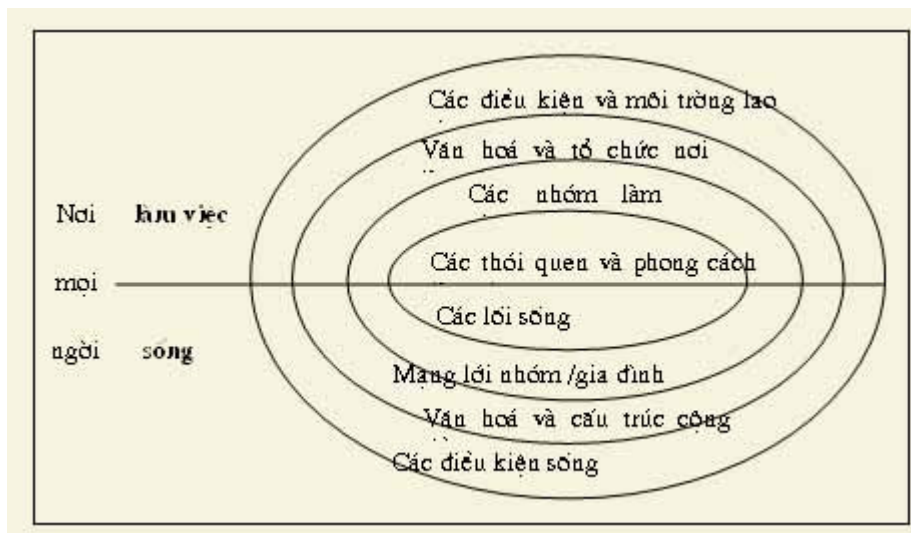 Các điều kiện và môi trờng lao
Văn hoá và tổ chức nơi
Các nhóm làm
Nơi làm việc
Các thói quen và phong cách
mọi
Các lối sống
ngời sống
Mạng lới nhóm /gia đình
Văn hoá và cấu trúc cộng
Các điều kiện sống